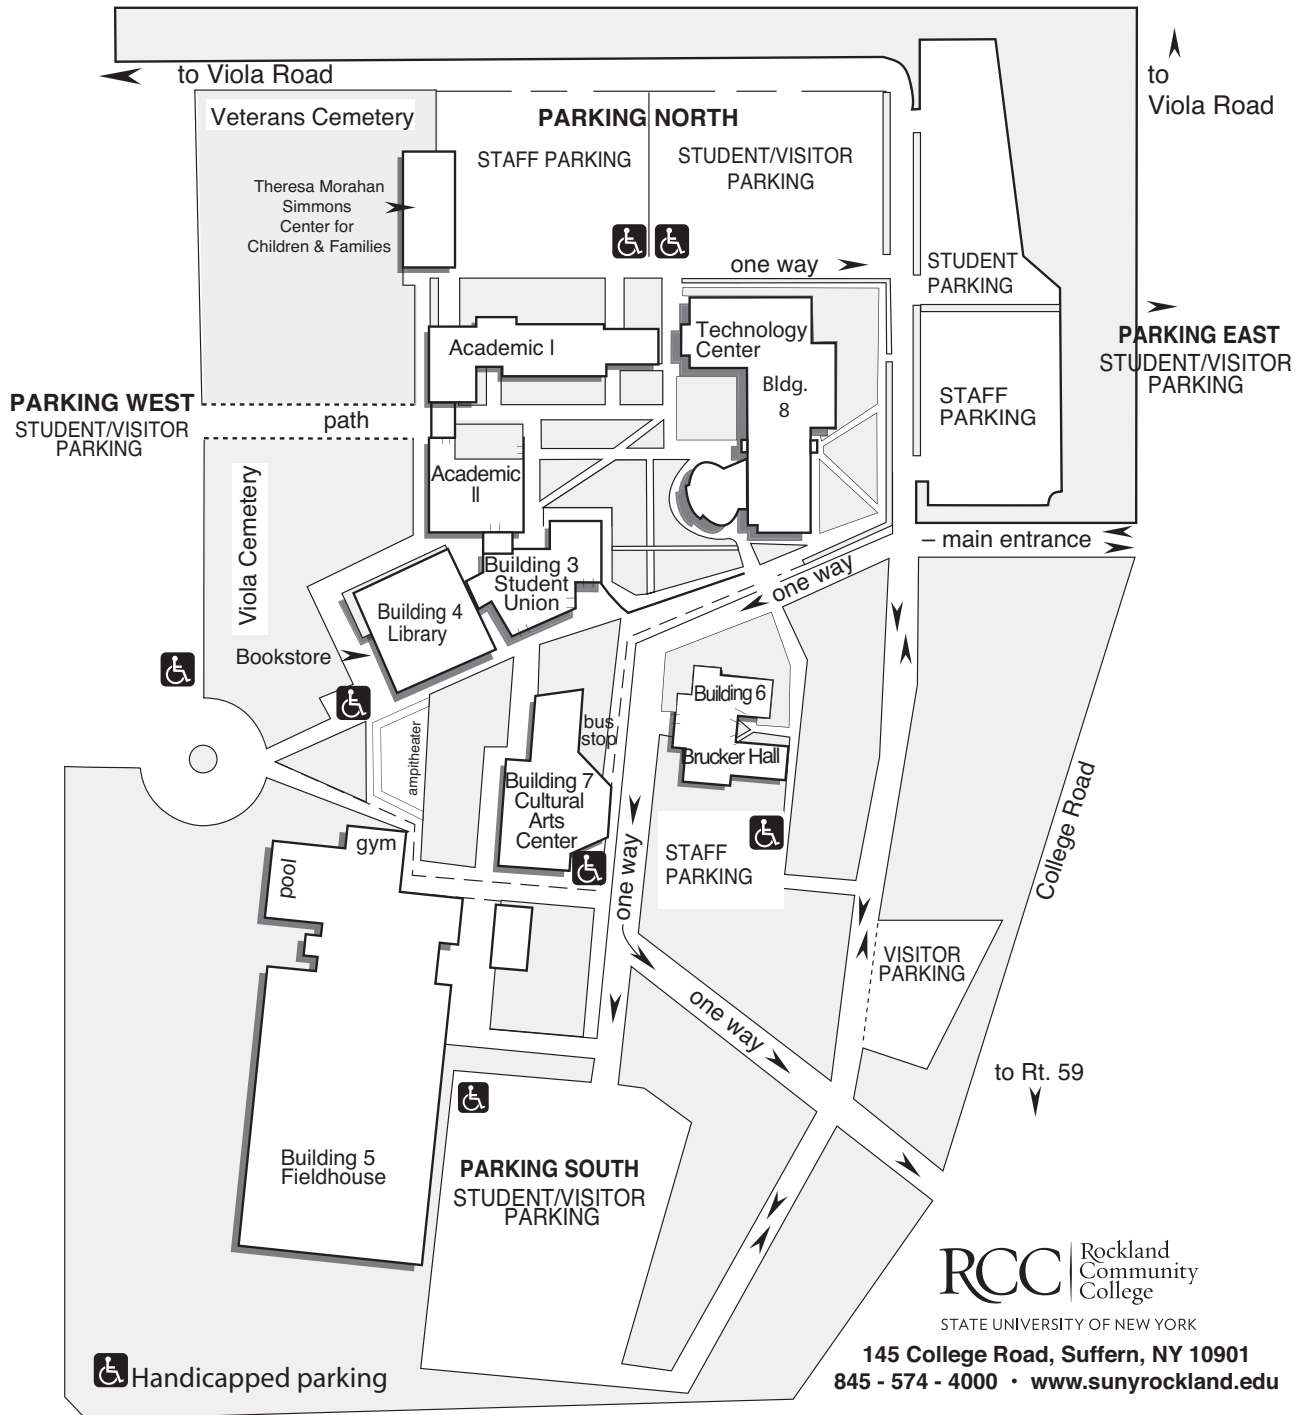 to Viola Road
to
Viola Road
Veterans Cemetery
PARKING NORTH
STAFF PARKING
STUDENT/VISITOR
PARKING
Theresa Morahan
Simmons
Center for
Children & Families
one way
STUDENT
PARKING
Technology
Center
Bldg.
8
Academic I
PARKING EAST
STUDENT/VISITOR
PARKING
STAFF
PARKING
PARKING WEST
STUDENT/VISITOR
PARKING
path
Academic
II
Viola Cemetery
– main entrance
Building 3
Student
Union
one way
Building 4
Library
Bookstore
Building 6
Brucker Hall
bus
stop
ampitheater
Building 7
Cultural
Arts
Center
College Road
gym
pool
one way
STAFF
PARKING
VISITOR
PARKING
one way
to Rt. 59
Building 5
Fieldhouse
PARKING SOUTH
STUDENT/VISITOR
PARKING
RCC
Rockland
Community
College
STATE UNIVERSITY OF NEW YORK
145 College Road, Suffern, NY 10901
845 - 574 - 4000 · www.sunyrockland.edu
Handicapped parking